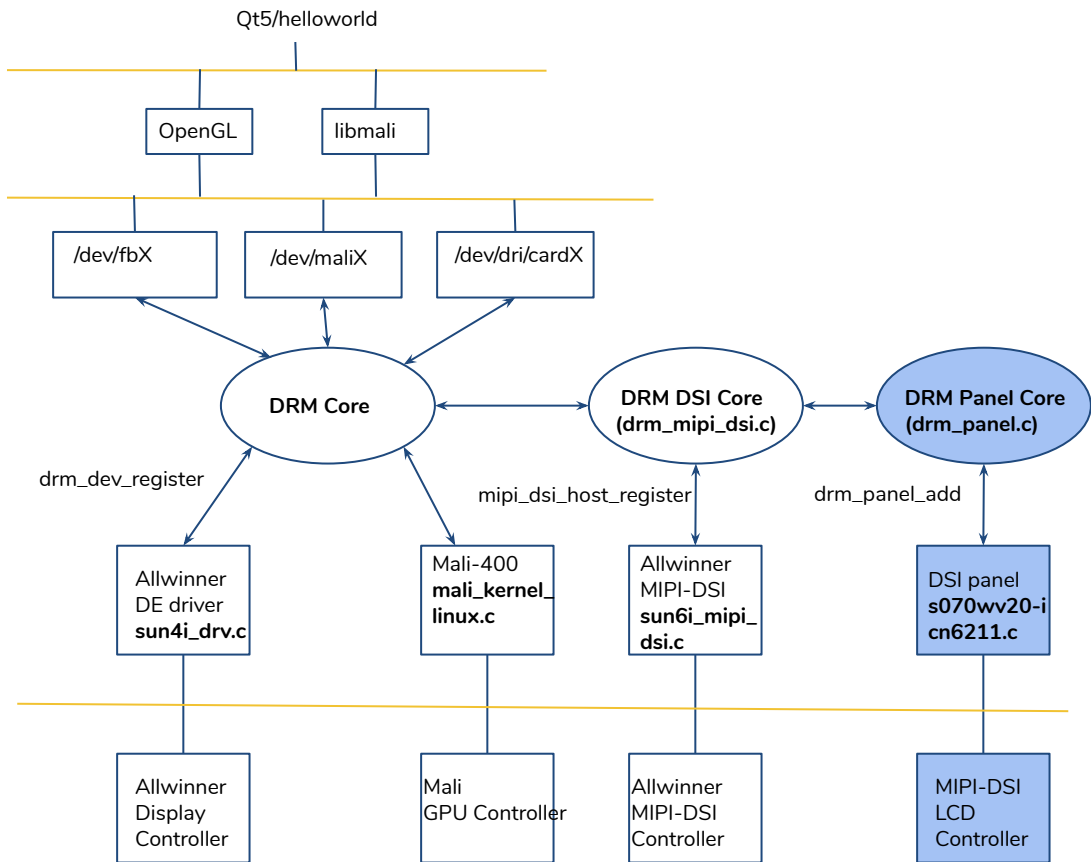 Qt5/helloworld
OpenGL
libmali
/dev/fbX
/dev/maliX
/dev/dri/cardX
DRM Core
DRM DSI Core
(drm_mipi_dsi.c)
DRM Panel Core
(drm_panel.c)
drm_dev_register
mipi_dsi_host_register
drm_panel_add
Allwinner
DE driver
sun4i_drv.c
Mali-400
mali_kernel_
linux.c
Allwinner
MIPI-DSI
sun6i_mipi_
dsi.c
DSI panel
s070wv20-i
cn6211.c
Allwinner
Display
Controller
Mali
GPU Controller
Allwinner
MIPI-DSI
Controller
MIPI-DSI
LCD
Controller